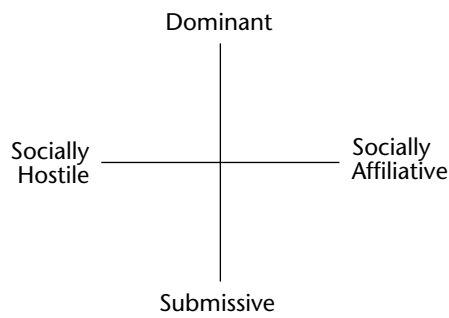 Dominant
Socially
Hostile
Socially
Affiliative
Submissive